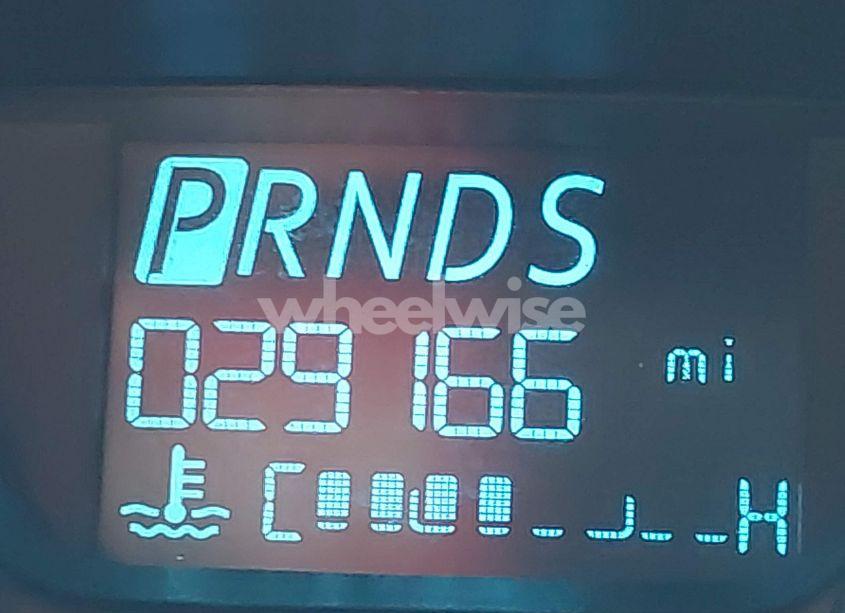 PRNDS
wheelwise
029166 mi
C H